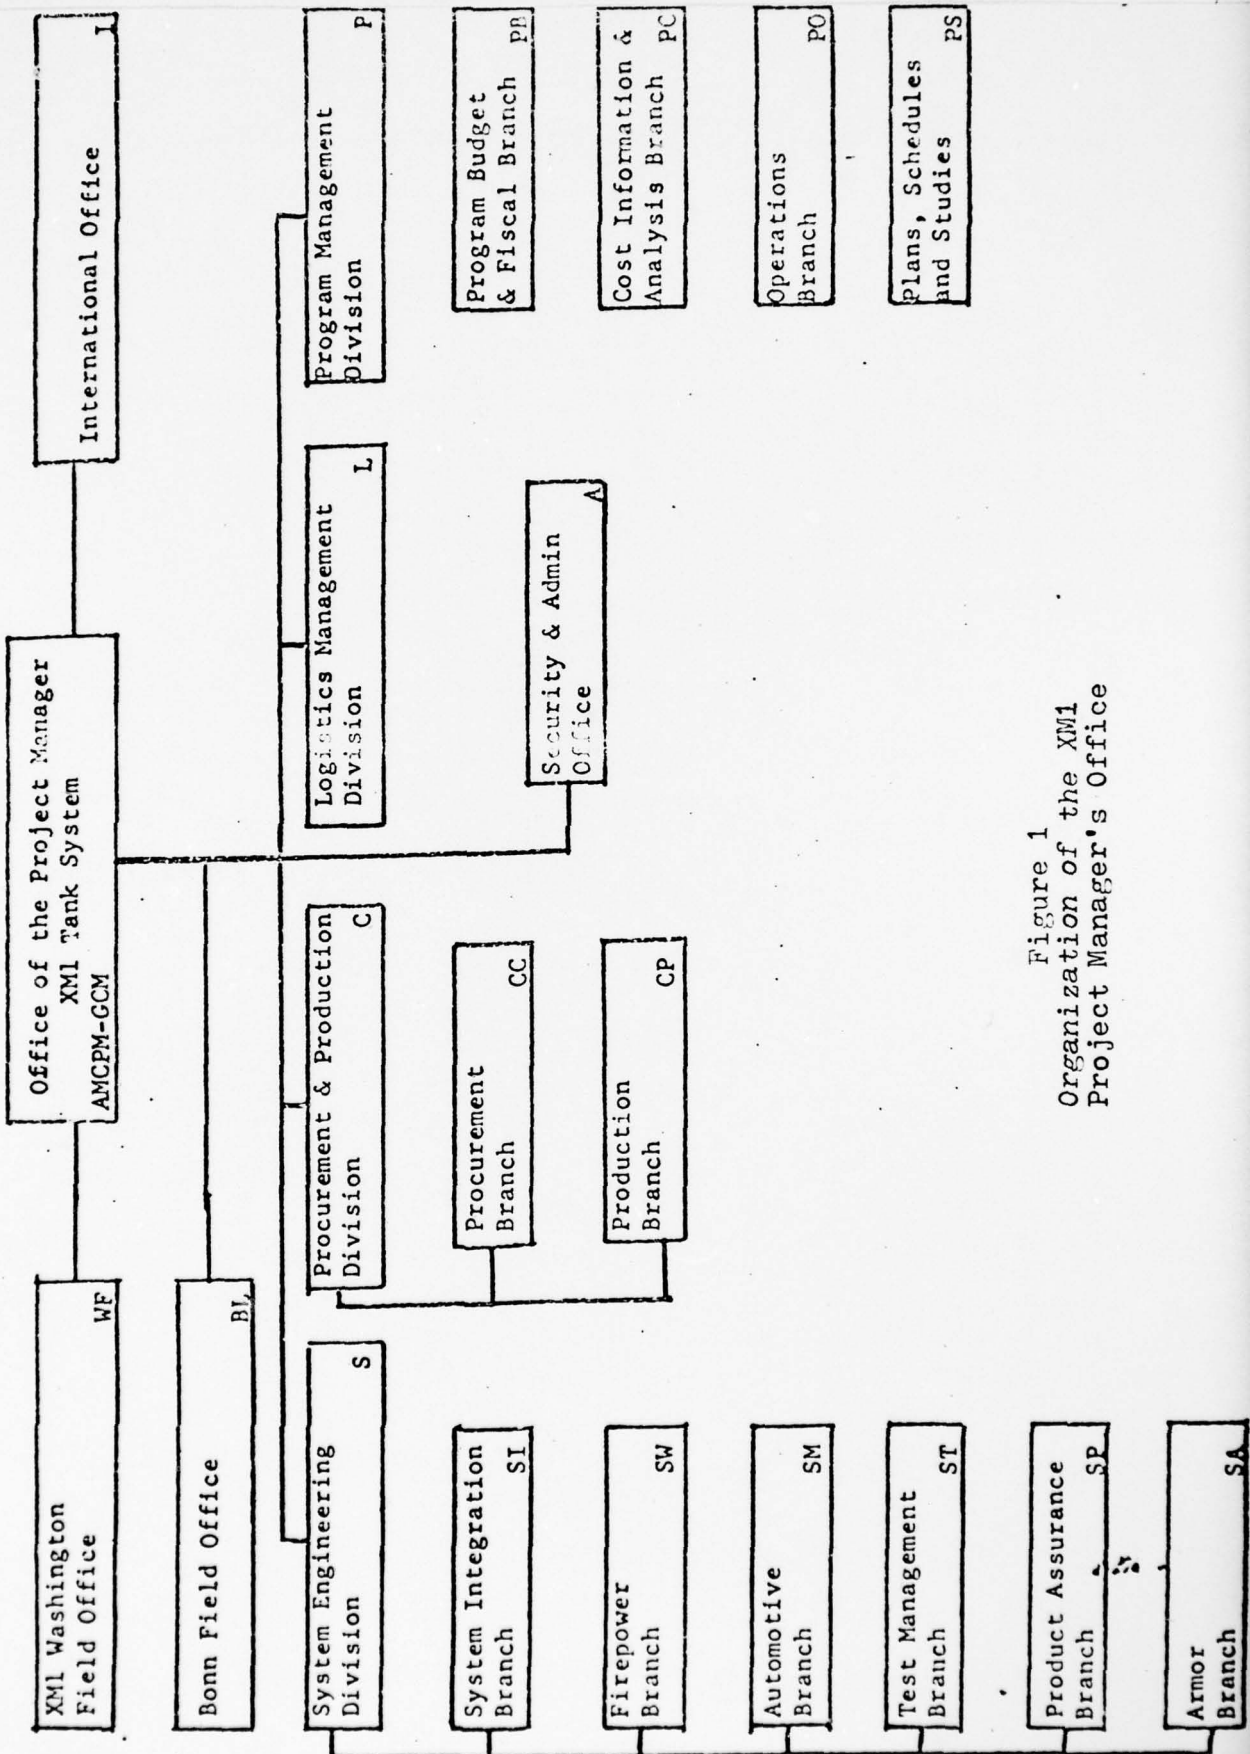 Office of the Project Manager
XM1 Tank System
AMCPM-GCM
XM1 Washington
Field Office
WF
International Office
I
Bonn Field Office
BL
System Engineering
Division
S
Procurement & Production
Division
C
Logistics Management
Division
L
Program Management
Division
P
System Integration
Branch
SI
Procurement
Branch
CC
Program Budget
& Fiscal Branch
PB
Security & Admin
Office
A
Firepower
Branch
SW
Production
Branch
CP
Cost Information &
Analysis Branch
PC
Automotive
Branch
SM
Operations
Branch
PO
Test Management
Branch
ST
Plans, Schedules
and Studies
PS
Product Assurance
Branch
SP
Armor
Branch
SA
Figure 1
Organization of the XM1
Project Manager's Office